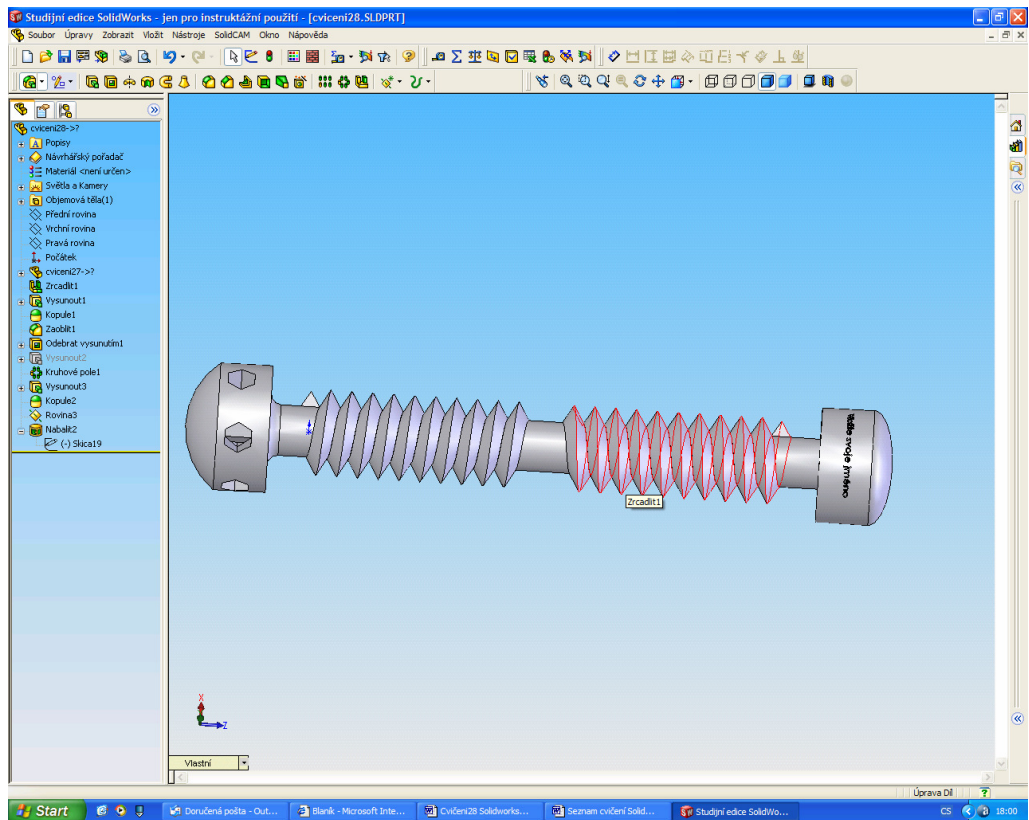 Studijní edice SolidWorks - jen pro instruktážní použití - [cviceni28.SLDPRT]
Soubor Úpravy Zobrazit Vložit Nástroje SolidCAM Okno Nápověda
cviceni28->?
Popisy
Návrhářský pořadač
Materiál <není určen>
Světla a Kamery
Objemová těla(1)
Přední rovina
Vrchní rovina
Pravá rovina
Počátek
cviceni27->?
Zrcadlit1
Vysunout1
Kopule1
Zaoblit1
Odebrat vysunutím1
Vysunout2
Kruhové pole1
Vysunout3
Kopule2
Rovina3
Nabalit2
(-) Skica19
svoje jméno
Zrcadlit1
X
Z
Vlastní
Úprava Díl
Start
Doručená pošta - Out...
Blaník - Microsoft Inte...
Cvičení28 Solidworks...
Seznam cvičení Solid...
Studijní edice SolidWo...
CS
18:00